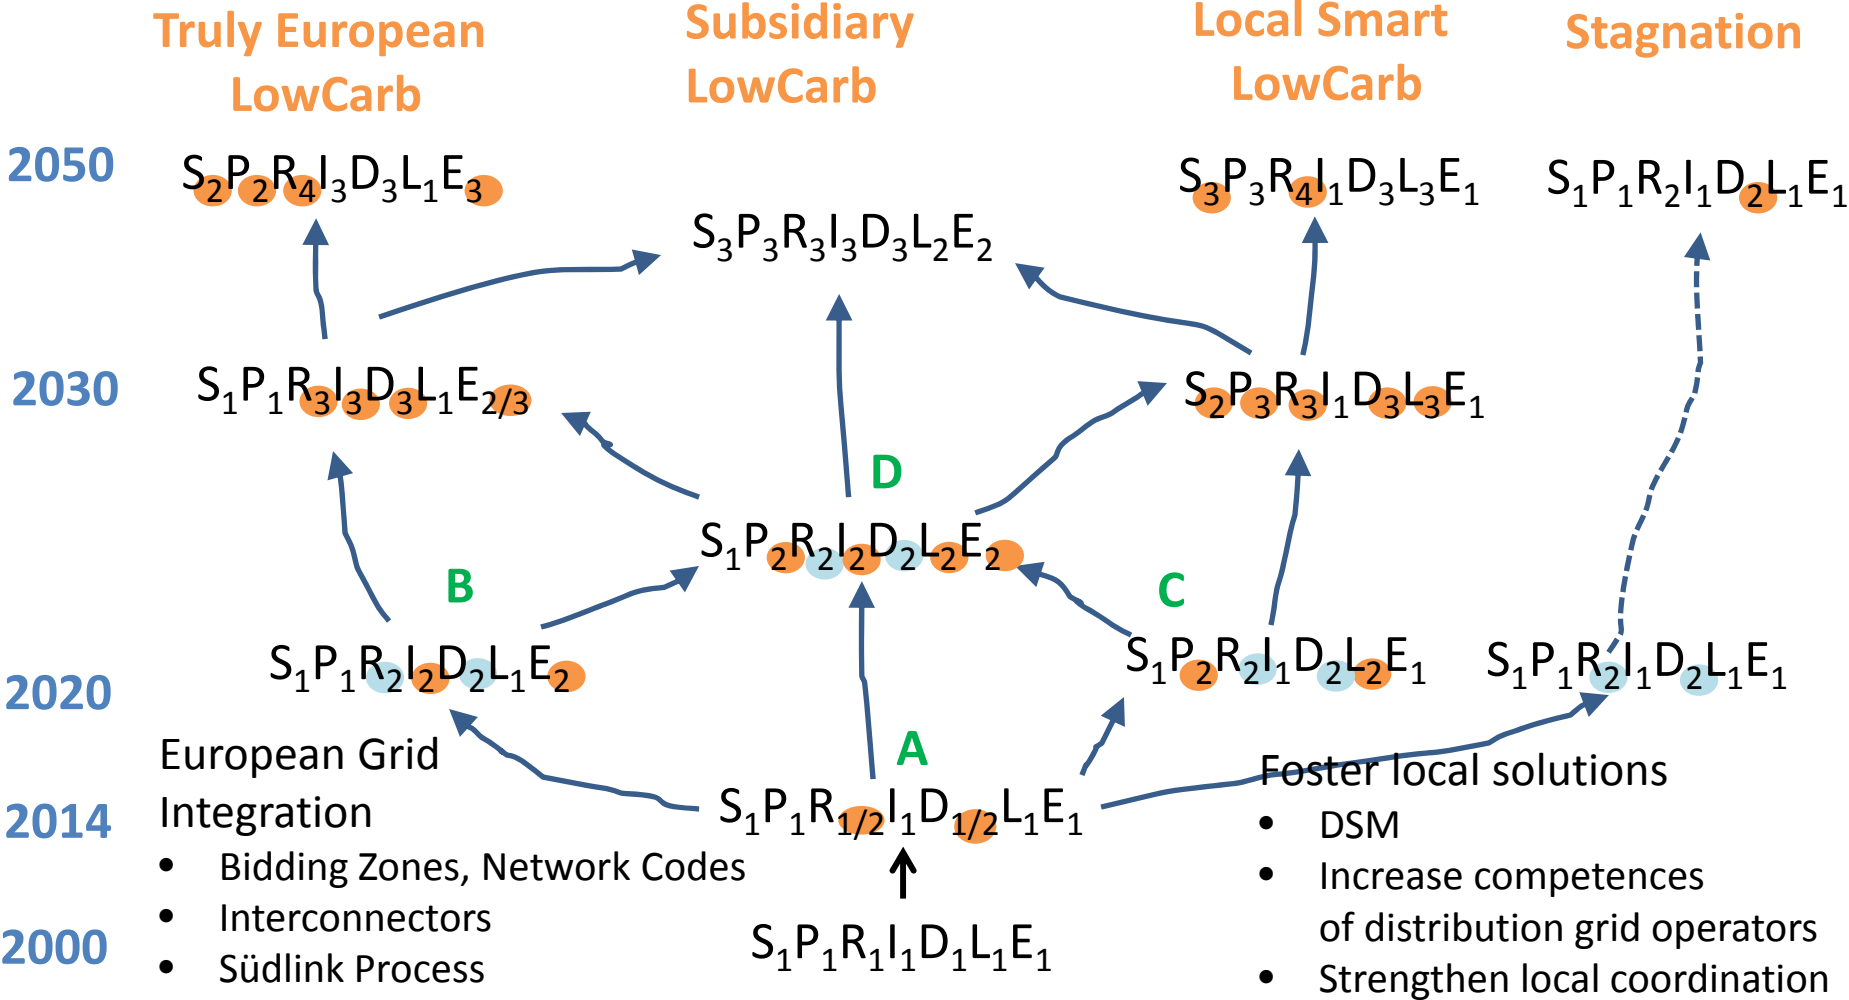 Truly European
LowCarb
Subsidiary
LowCarb
Local Smart
LowCarb
Stagnation
2050
S2P2R4I3D3L1E3
S3P3R3I3D3L2E2
S3P3R4I1D3L3E1
S1P1R2I1D2L1E1
2030
S1P1R3I3D3L1E2/3
S2P3R3I1D3L3E1
D
S1P2R2I2D2L2E2
B
C
2020
S1P1R2I2D2L1E2
S1P2R2I1D2L2E1
S1P1R2I1D2L1E1
A
2014
S1P1R1/2I1D1/2L1E1
European Grid
Integration
• Bidding Zones, Network Codes
• Interconnectors
• Südlink Process
Foster local solutions
• DSM
• Increase competences
of distribution grid operators
• Strengthen local coordination
2000
S1P1R1I1D1L1E1